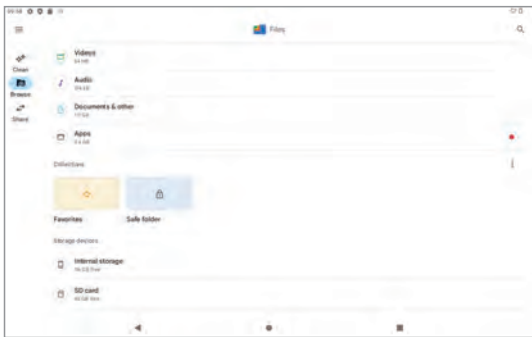 Files
Clean
Browse
Share
Videos
Audio
Documents & other
Apps
Collections
Favorites
Safe folder
Storage devices
Internal storage
SD card